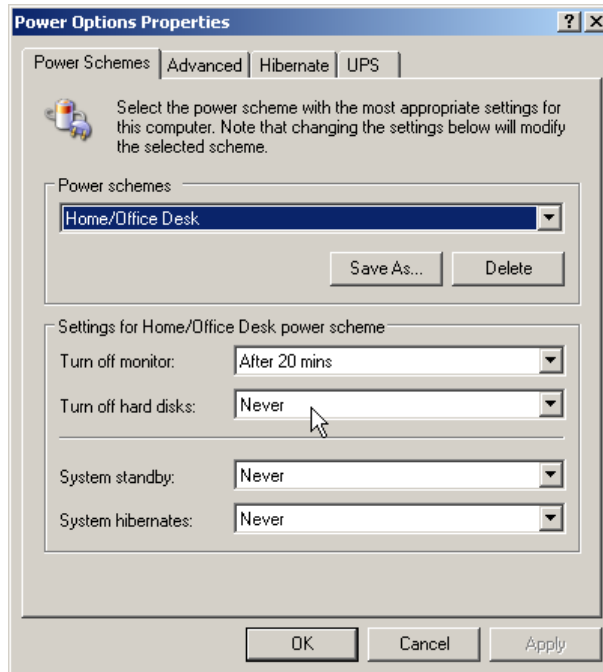 Power Options Properties
Power Schemes Advanced Hibernate UPS
Select the power scheme with the most appropriate settings for
this computer. Note that changing the settings below will modify
the selected scheme.
Power schemes
Home/Office Desk
Save As... Delete
Settings for Home/Office Desk power scheme
Turn off monitor: After 20 mins
Turn off hard disks: Never
System standby: Never
System hibernates: Never
OK Cancel Apply